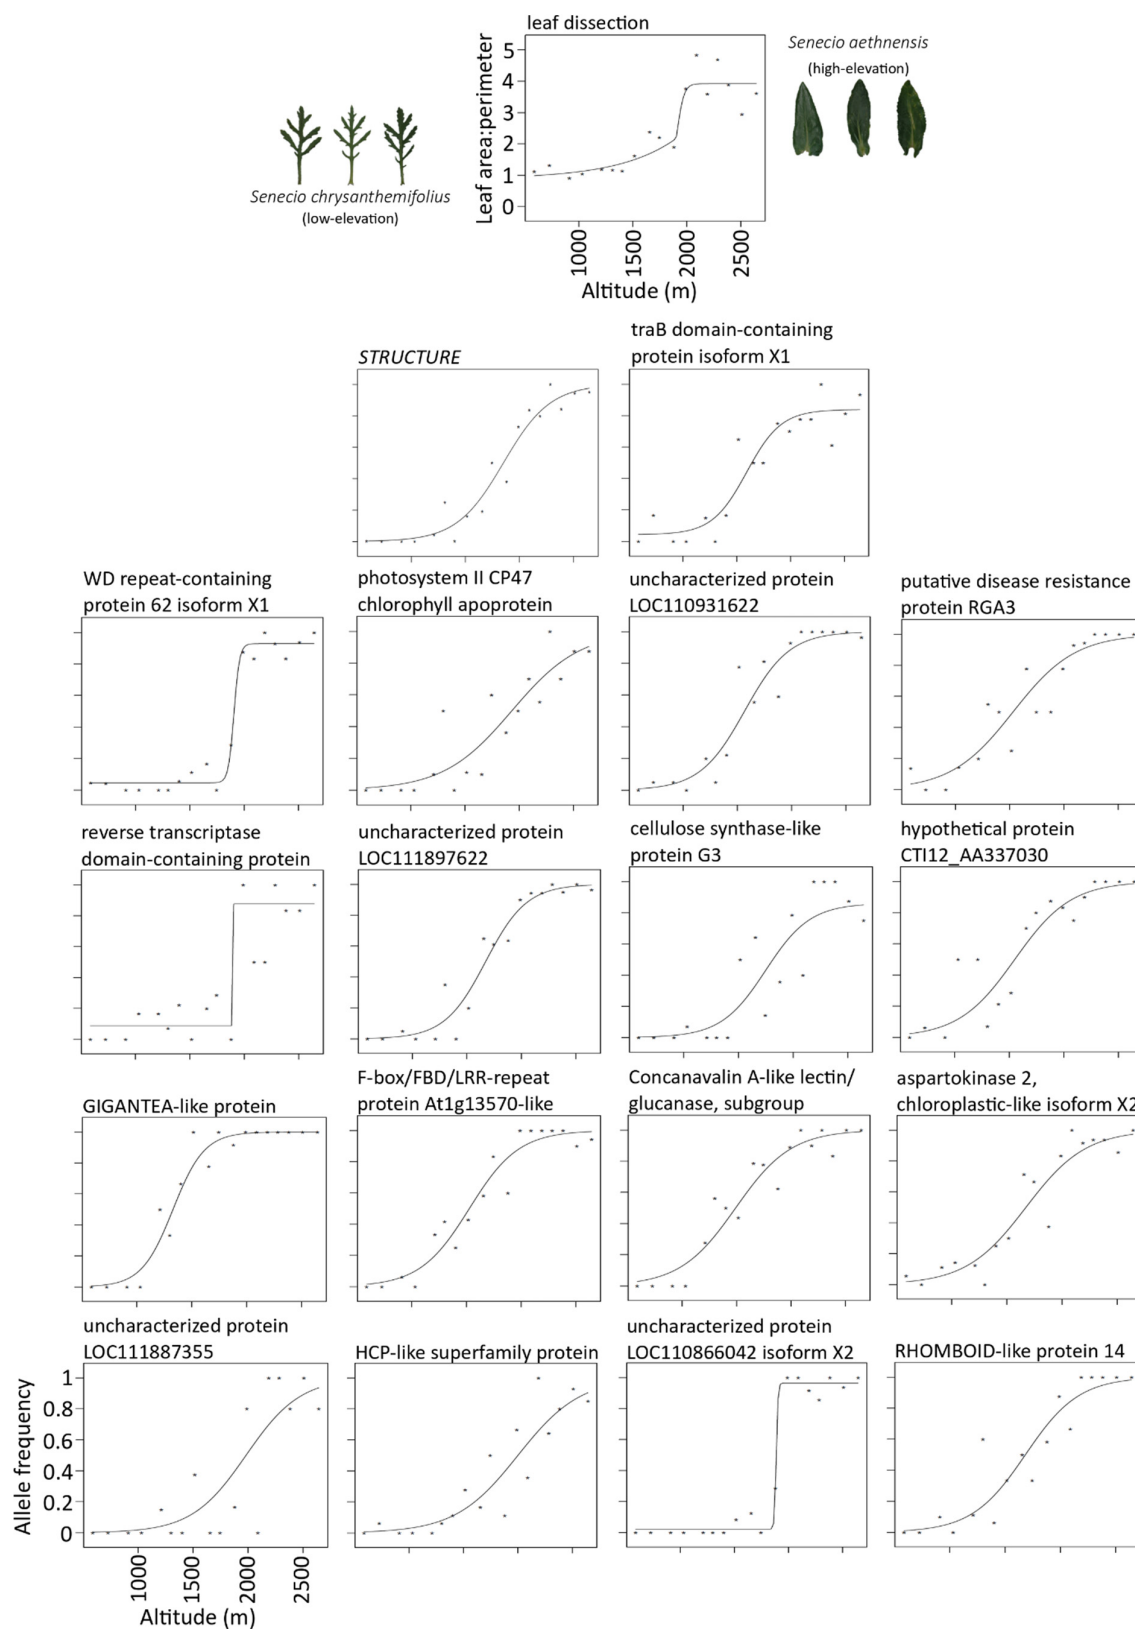 leaf dissection
Leaf area:perimeter
5
4
3
2
1
0
1000
1500
2000
2500
Altitude (m)
Senecio chrysanthemifolius
(low-elevation)
Senecio aethnensis
(high-elevation)
STRUCTURE
traB domain-containing
protein isoform X1
WD repeat-containing
protein 62 isoform X1
photosystem II CP47
chlorophyll apoprotein
uncharacterized protein
LOC110931622
putative disease resistance
protein RGA3
reverse transcriptase
domain-containing protein
uncharacterized protein
LOC111897622
cellulose synthase-like
protein G3
hypothetical protein
CTI12_AA337030
GIGANTEA-like protein
F-box/FBD/LRR-repeat
protein At1g13570-like
Concanavalin A-like lectin/
glucanase, subgroup
aspartokinase 2,
chloroplastic-like isoform X2
uncharacterized protein
LOC111887355
HCP-like superfamily protein
uncharacterized protein
LOC110866042 isoform X2
RHOMBOID-like protein 14
Allele frequency
1
0.8
0.6
0.4
0.2
0
1000
1500
2000
2500
Altitude (m)